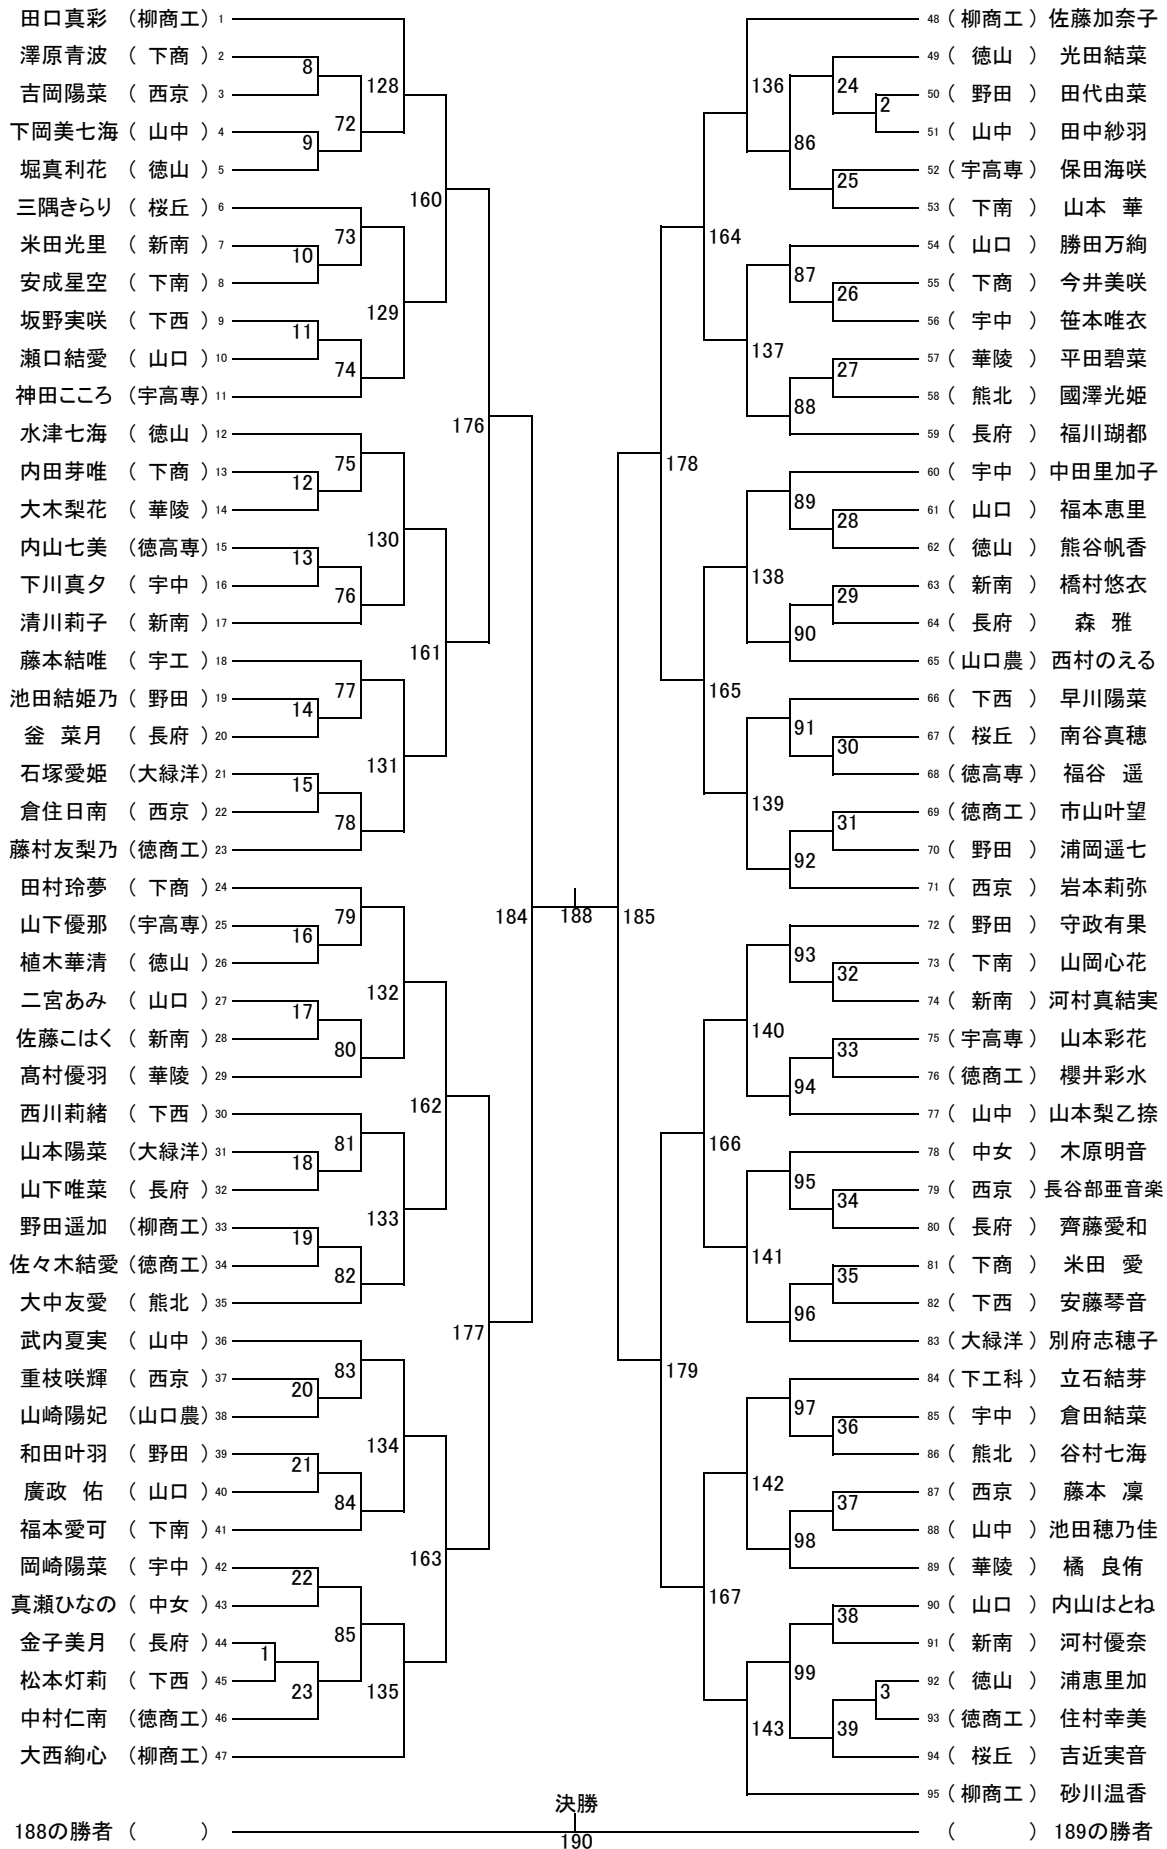 田口真彩 （柳商工） 1
澤原青波 （ 下商 ） 2
吉岡陽菜 （ 西京 ） 3
下岡美七海 （ 山中 ） 4
堀真利花 （ 徳山 ） 5
三隅きらり （ 桜丘 ） 6
米田光里 （ 新南 ） 7
安成星空 （ 下南 ） 8
坂野実咲 （ 下西 ） 9
瀬口結愛 （ 山口 ） 10
神田こころ （宇高専） 11
水津七海 （ 徳山 ） 12
内田芽唯 （ 下商 ） 13
大木梨花 （ 華陵 ） 14
内山七美 （徳高専） 15
下川真夕 （ 宇中 ） 16
清川莉子 （ 新南 ） 17
藤本結唯 （ 宇工 ） 18
池田結姫乃 （ 野田 ） 19
釜　菜月 （ 長府 ） 20
石塚愛姫 （大緑洋） 21
倉住日南 （ 西京 ） 22
藤村友梨乃 （徳商工） 23
田村玲夢 （ 下商 ） 24
山下優那 （宇高専） 25
植木華清 （ 徳山 ） 26
二宮あみ （ 山口 ） 27
佐藤こはく （ 新南 ） 28
髙村優羽 （ 華陵 ） 29
西川莉緒 （ 下西 ） 30
山本陽菜 （大緑洋） 31
山下唯菜 （ 長府 ） 32
野田遥加 （柳商工） 33
佐々木結愛 （徳商工） 34
大中友愛 （ 熊北 ） 35
武内夏実 （ 山中 ） 36
重枝咲輝 （ 西京 ） 37
山崎陽妃 （山口農） 38
和田叶羽 （ 野田 ） 39
廣政　佑 （ 山口 ） 40
福本愛可 （ 下南 ） 41
岡崎陽菜 （ 宇中 ） 42
真瀬ひなの （ 中女 ） 43
金子美月 （ 長府 ） 44
松本灯莉 （ 下西 ） 45
中村仁南 （徳商工） 46
大西絢心 （柳商工） 47
1
8
9
10
11
12
13
14
15
16
17
18
19
20
21
22
23
72
73
74
75
76
77
78
79
80
81
82
83
84
85
128
129
130
131
132
133
134
135
160
161
162
163
176
177
184
188
185
178
179
164
165
166
167
136
137
138
139
140
141
142
143
86
87
88
89
90
91
92
93
94
95
96
97
98
99
24
25
26
27
28
29
30
31
32
33
34
35
36
37
38
39
2
3
48 （柳商工） 佐藤加奈子
49 （ 徳山 ） 光田結菜
50 （ 野田 ） 田代由菜
51 （ 山中 ） 田中紗羽
52 （宇高専） 保田海咲
53 （ 下南 ） 山本　華
54 （ 山口 ） 勝田万絢
55 （ 下商 ） 今井美咲
56 （ 宇中 ） 笹本唯衣
57 （ 華陵 ） 平田碧菜
58 （ 熊北 ） 國澤光姫
59 （ 長府 ） 福川瑚都
60 （ 宇中 ） 中田里加子
61 （ 山口 ） 福本恵里
62 （ 徳山 ） 熊谷帆香
63 （ 新南 ） 橋村悠衣
64 （ 長府 ） 森　雅
65 （山口農） 西村のえる
66 （ 下西 ） 早川陽菜
67 （ 桜丘 ） 南谷真穂
68 （徳高専） 福谷　遥
69 （徳商工） 市山叶望
70 （ 野田 ） 浦岡遥七
71 （ 西京 ） 岩本莉弥
72 （ 野田 ） 守政有果
73 （ 下南 ） 山岡心花
74 （ 新南 ） 河村真結実
75 （宇高専） 山本彩花
76 （徳商工） 櫻井彩水
77 （ 山中 ） 山本梨乙捺
78 （ 中女 ） 木原明音
79 （ 西京 ） 長谷部亜音楽
80 （ 長府 ） 齊藤愛和
81 （ 下商 ） 米田　愛
82 （ 下西 ） 安藤琴音
83 （大緑洋） 別府志穂子
84 （下工科） 立石結芽
85 （ 宇中 ） 倉田結菜
86 （ 熊北 ） 谷村七海
87 （ 西京 ） 藤本　凜
88 （ 山中 ） 池田穂乃佳
89 （ 華陵 ） 橘　良侑
90 （ 山口 ） 内山はとね
91 （ 新南 ） 河村優奈
92 （ 徳山 ） 浦恵里加
93 （徳商工） 住村幸美
94 （ 桜丘 ） 吉近実音
95 （柳商工） 砂川温香
決勝
188の勝者 （　　） 190 （　　） 189の勝者